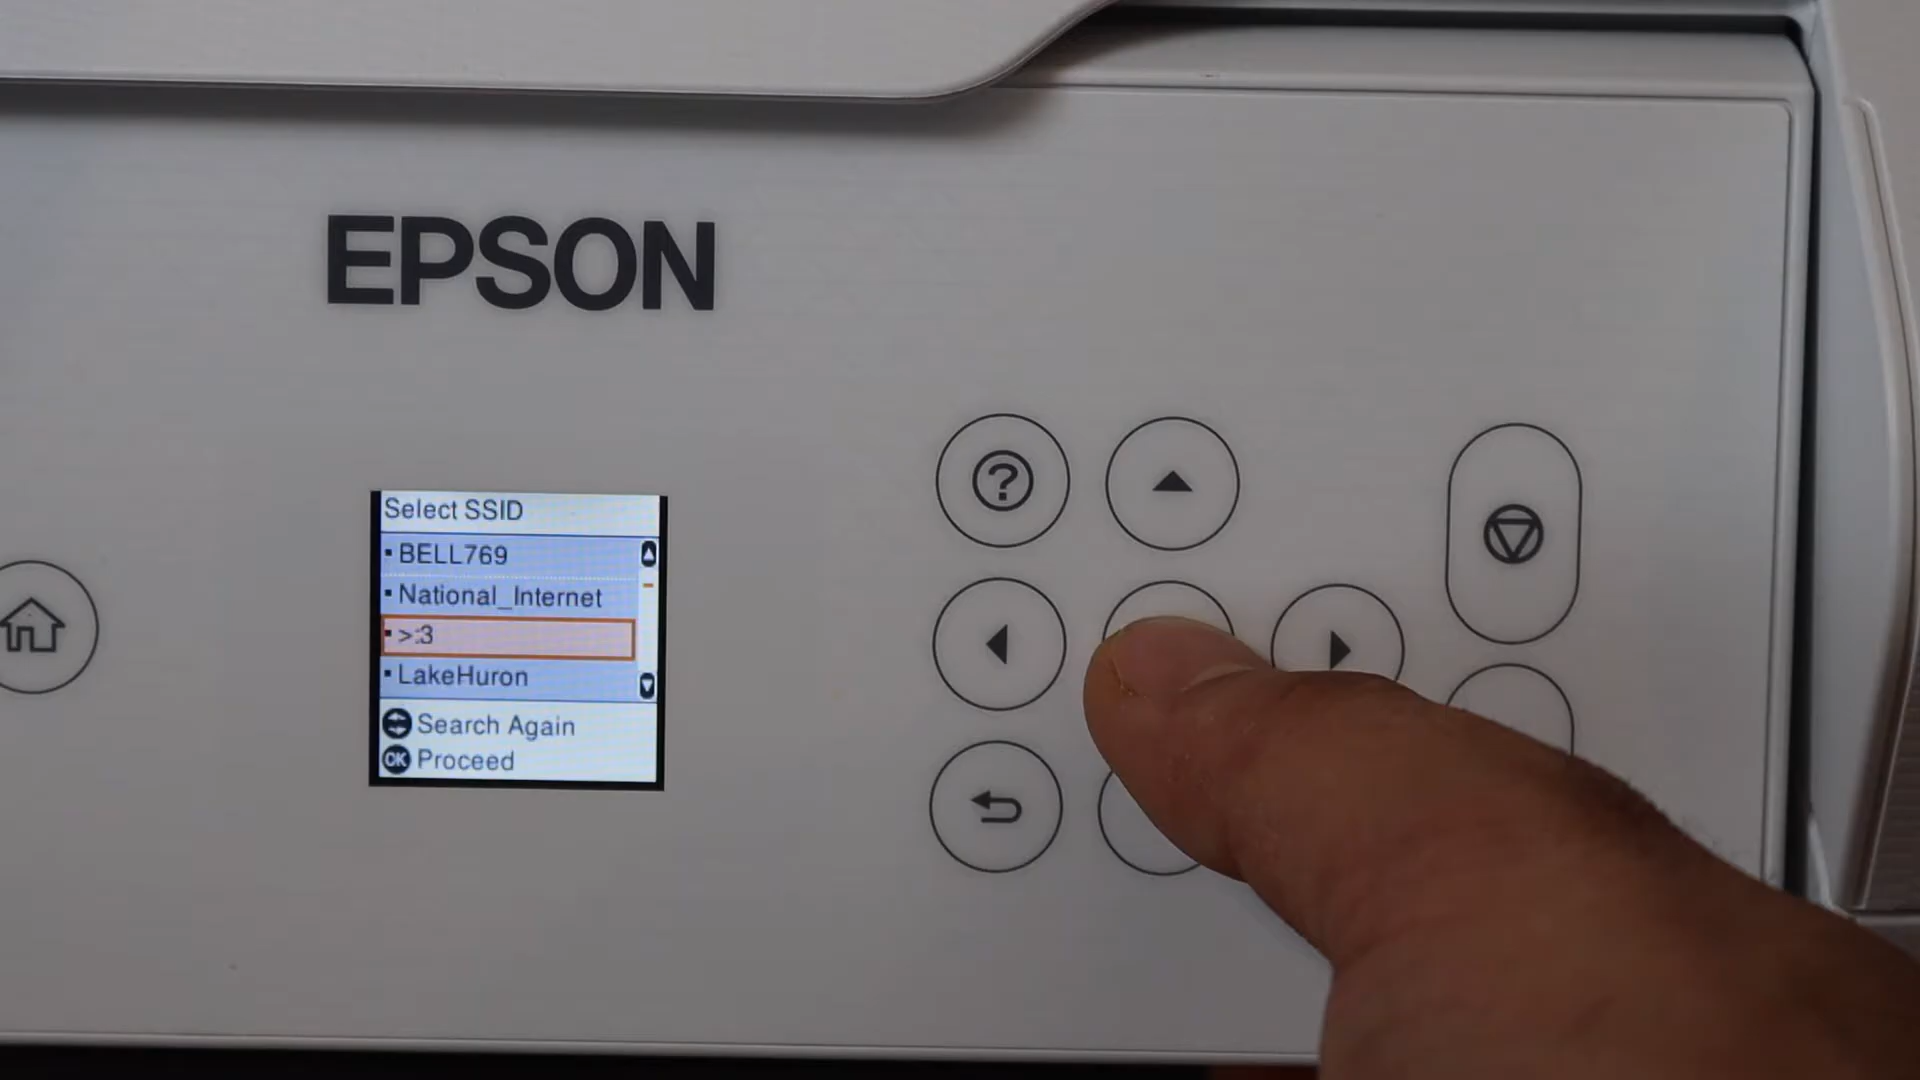 EPSON
Select SSID
BELL769
National_Internet
>:3
LakeHuron
Search Again
OK Proceed
?